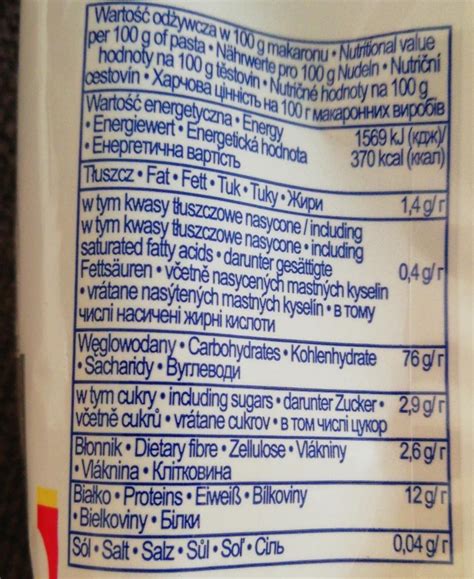 Wartość odżywcza w 100 g makaronu • Nutritional value
per 100 g of pasta • Nährwerte pro 100 g Nudeln • Nutriční
hodnoty na 100 g těstovin • Nutričné hodnoty na 100 g
cestovín • Харчова цінність на 100 г макаронних виробів
Wartość energetyczna • Energy
• Energiewert • Energetická hodnota
• Енергетична вартість
1569 kJ (кДж)/
370 kcal (ккал)
Tłuszcz • Fat • Fett • Tuk • Tuky • Жири 1,4 g/г
w tym kwasy tłuszczowe nasycone / including
w tym kwasy tłuszczowe nasycone • including
saturated fatty acids • darunter gesättigte
Fettsäuren • včetně nasycených mastných kyselin 0,4 g/г
• vrátane nasýtených mastných kyselín • в тому
числі насичені жирні кислоти
Węglowodany • Carbohydrates • Kohlenhydrate 76 g/г
• Sacharidy • Вуглеводи
w tym cukry • including sugars • darunter Zucker • 2,9 g/г
včetně cukrů • vrátane cukrov • в том числі цукор
Błonnik • Dietary fibre • Zellulose • Vlákniny 2,6 g/г
• Vláknina • Клітковина
Białko • Proteins • Eiweiß • Bílkoviny 12 g/г
• Bielkoviny • Білки
Sól • Salt • Salz • Sůl • Soľ • Сіль 0,04 g/г